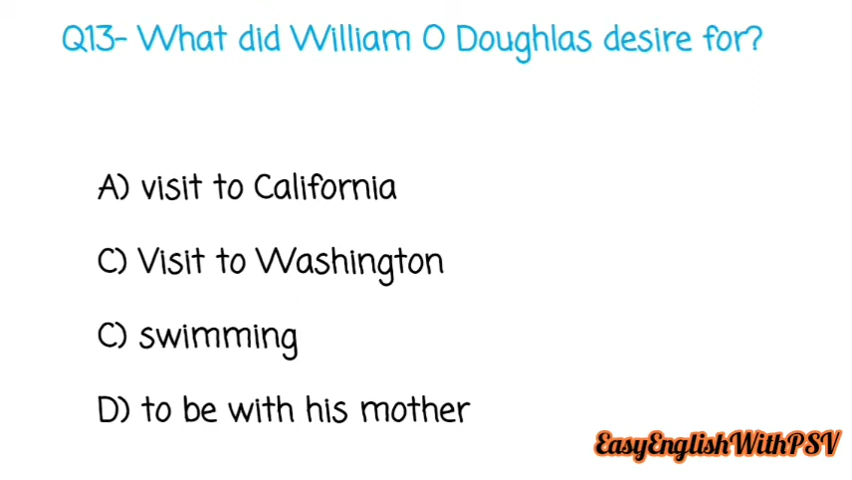 Q13- What did William O Doughlas desire for?
A) visit to California
C) Visit to Washington
C) swimming
D) to be with his mother
EasyEnglishWithPSV